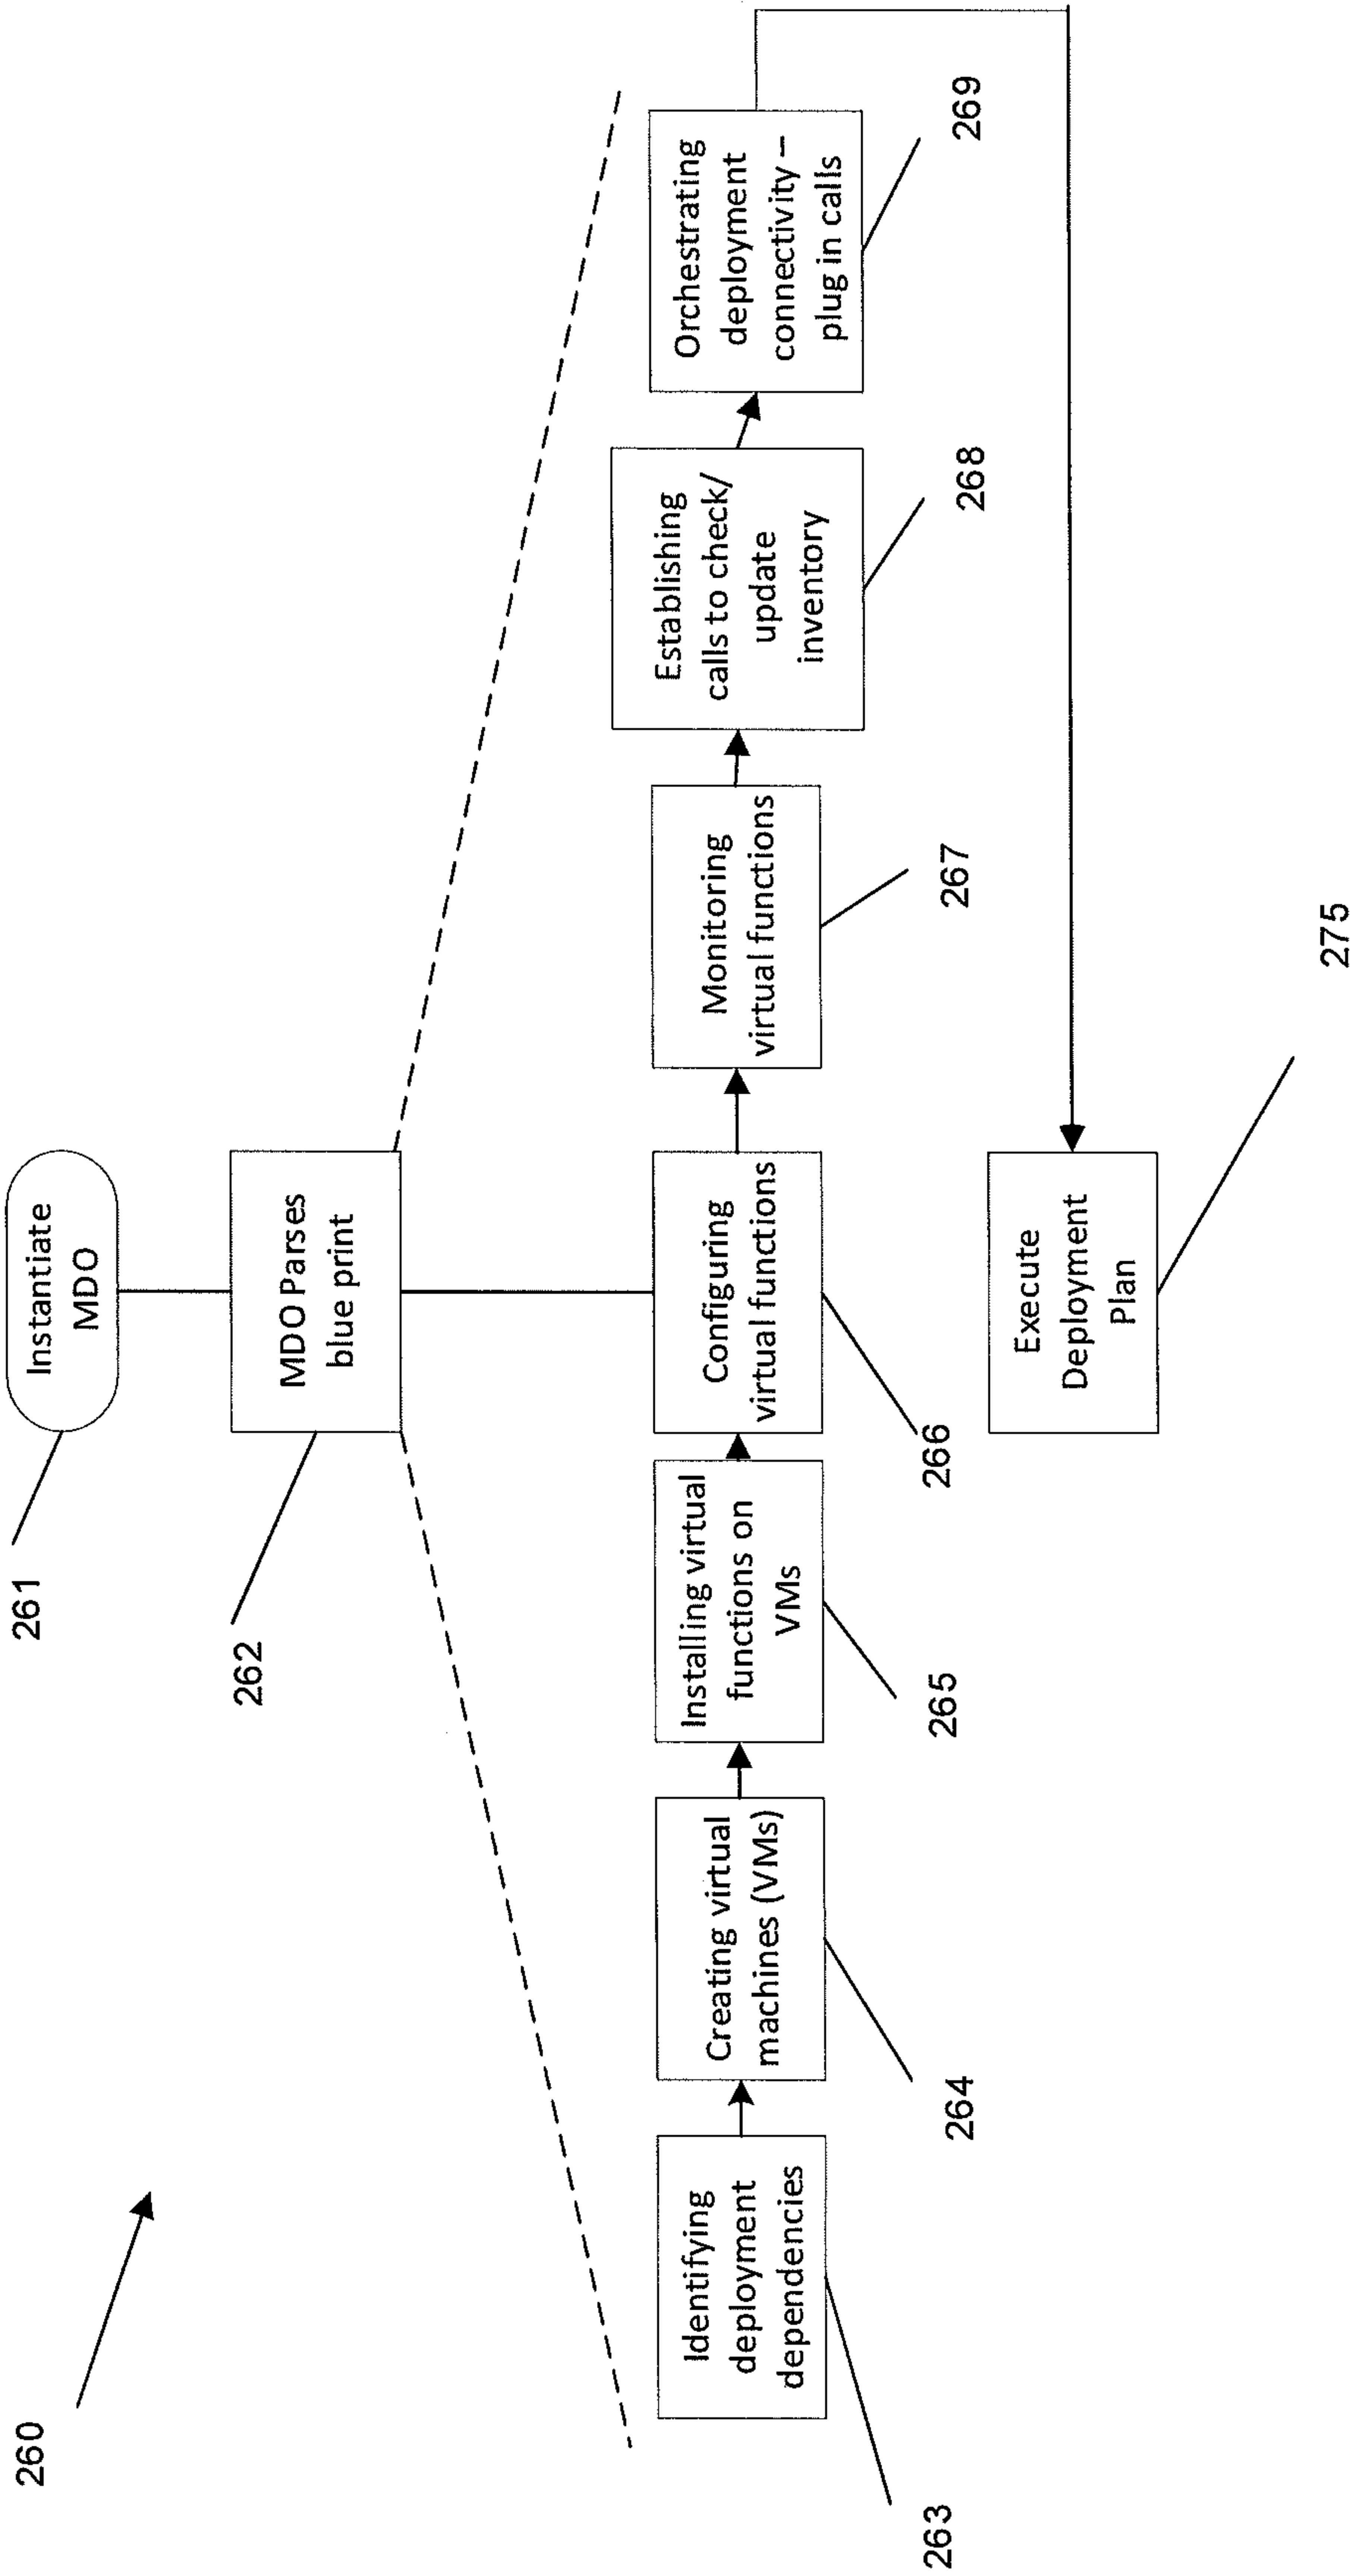 260
261
Instantiate
MDO
262
MDO Parses
blue print
Identifying
deployment
dependencies
263
Creating virtual
machines (VMs)
264
Installing virtual
functions on
VMs
265
Configuring
virtual functions
266
Monitoring
virtual functions
267
Establishing
calls to check/
update
inventory
268
Orchestrating
deployment
connectivity –
plug in calls
269
Execute
Deployment
Plan
275